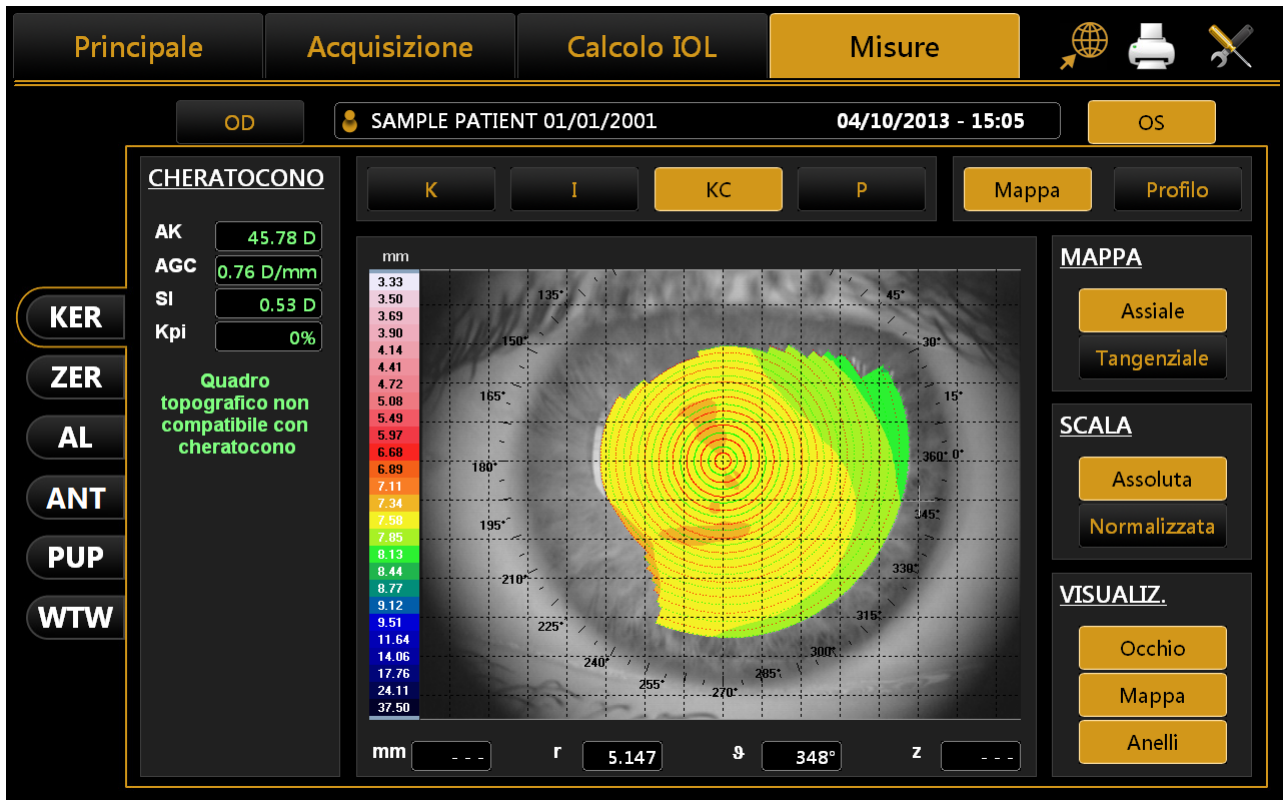 Principale
Acquisizione
Calcolo IOL
Misure
OD
SAMPLE PATIENT 01/01/2001
04/10/2013 - 15:05
OS
KER
ZER
AL
ANT
PUP
WTW
CHERATOCONO
AK 45.78 D
AGC 0.76 D/mm
SI 0.53 D
Kpi 0%
Quadro
topografico non
compatibile con
cheratocono
K
I
KC
P
Mappa
Profilo
mm
3.33
3.50
3.69
3.90
4.14
4.41
4.72
5.08
5.49
5.97
6.68
6.89
7.11
7.34
7.58
7.85
8.13
8.44
8.77
9.12
9.51
11.64
14.06
17.76
24.11
37.50
135°
45°
150°
30°
165°
15°
180°
360° 0°
195°
345°
210°
330°
225°
315°
240°
300°
255°
285°
270°
mm - - -
r 5.147
ϑ 348°
z - - -
MAPPA
Assiale
Tangenziale
SCALA
Assoluta
Normalizzata
VISUALIZ.
Occhio
Mappa
Anelli